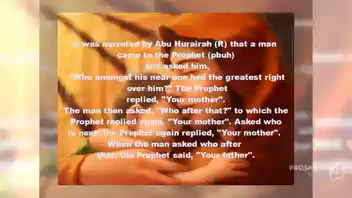 It was narrated by Abu Hurairah (R) that a man
came to the Prophet (pbuh)
and asked him,
"Who amongst his near one had the greatest right
over him?" The Prophet
replied, "Your mother".
The man then asked, "Who after that?" to which the
Prophet replied again, "Your mother". Asked who
is next, the Prophet again replied, "Your mother".
When the man asked who after
that, the Prophet said, "Your father".